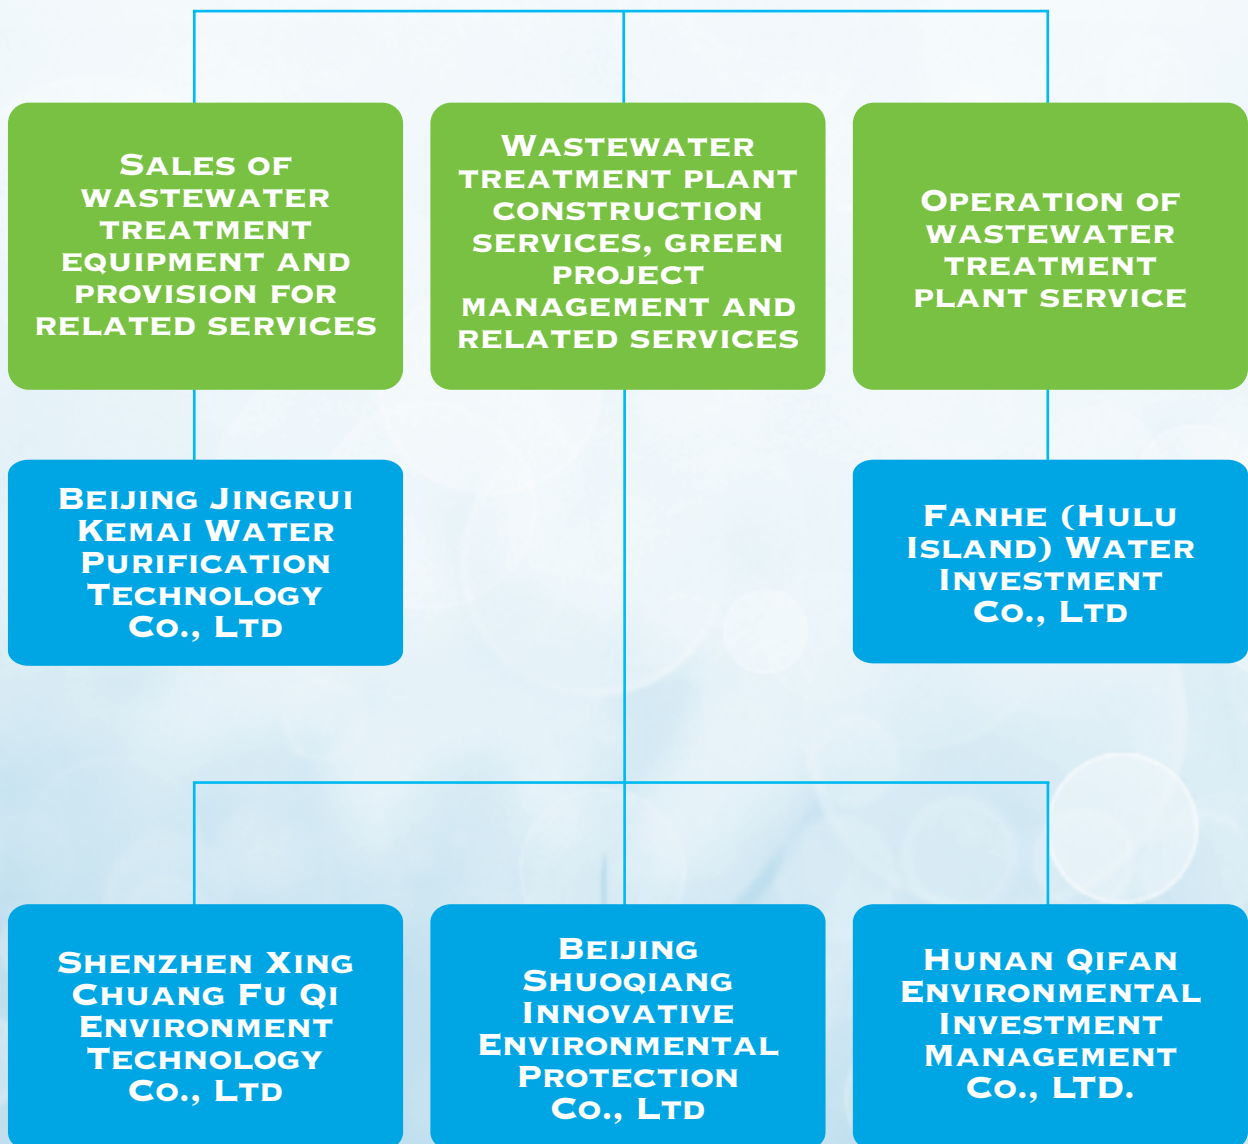 Sales of
wastewater
treatment
equipment and
provision for
related services
Wastewater
treatment plant
construction
services, green
project
management and
related services
Operation of
wastewater
treatment
plant service
Beijing Jingrui
Kemai Water
Purification
Technology
Co., Ltd
Fanhe (Hulu
Island) Water
Investment
Co., Ltd
Shenzhen Xing
Chuang Fu Qi
Environment
Technology
Co., Ltd
Beijing
Shuoqiang
Innovative
Environmental
Protection
Co., Ltd
Hunan Qifan
Environmental
Investment
Management
Co., LTD.